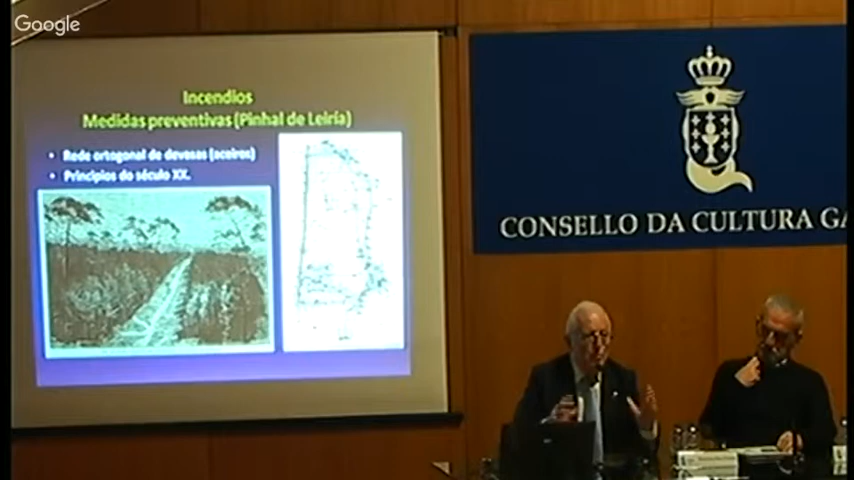 Google
Incendios
Medidas preventivas (Pinhal de Leiria)
• Rede ortogonal de devesas (aceiros)
• Principios do século XX.
CONSELLO DA CULTURA GA